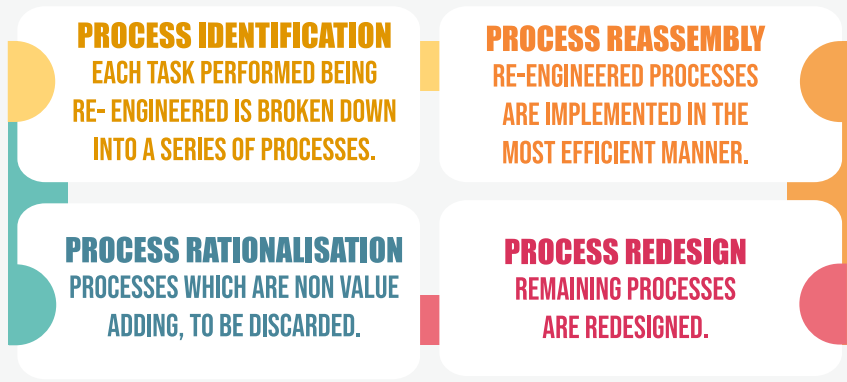 PROCESS IDENTIFICATION
EACH TASK PERFORMED BEING
RE- ENGINEERED IS BROKEN DOWN
INTO A SERIES OF PROCESSES.
PROCESS REASSEMBLY
RE-ENGINEERED PROCESSES
ARE IMPLEMENTED IN THE
MOST EFFICIENT MANNER.
PROCESS RATIONALISATION
PROCESSES WHICH ARE NON VALUE
ADDING, TO BE DISCARDED.
PROCESS REDESIGN
REMAINING PROCESSES
ARE REDESIGNED.